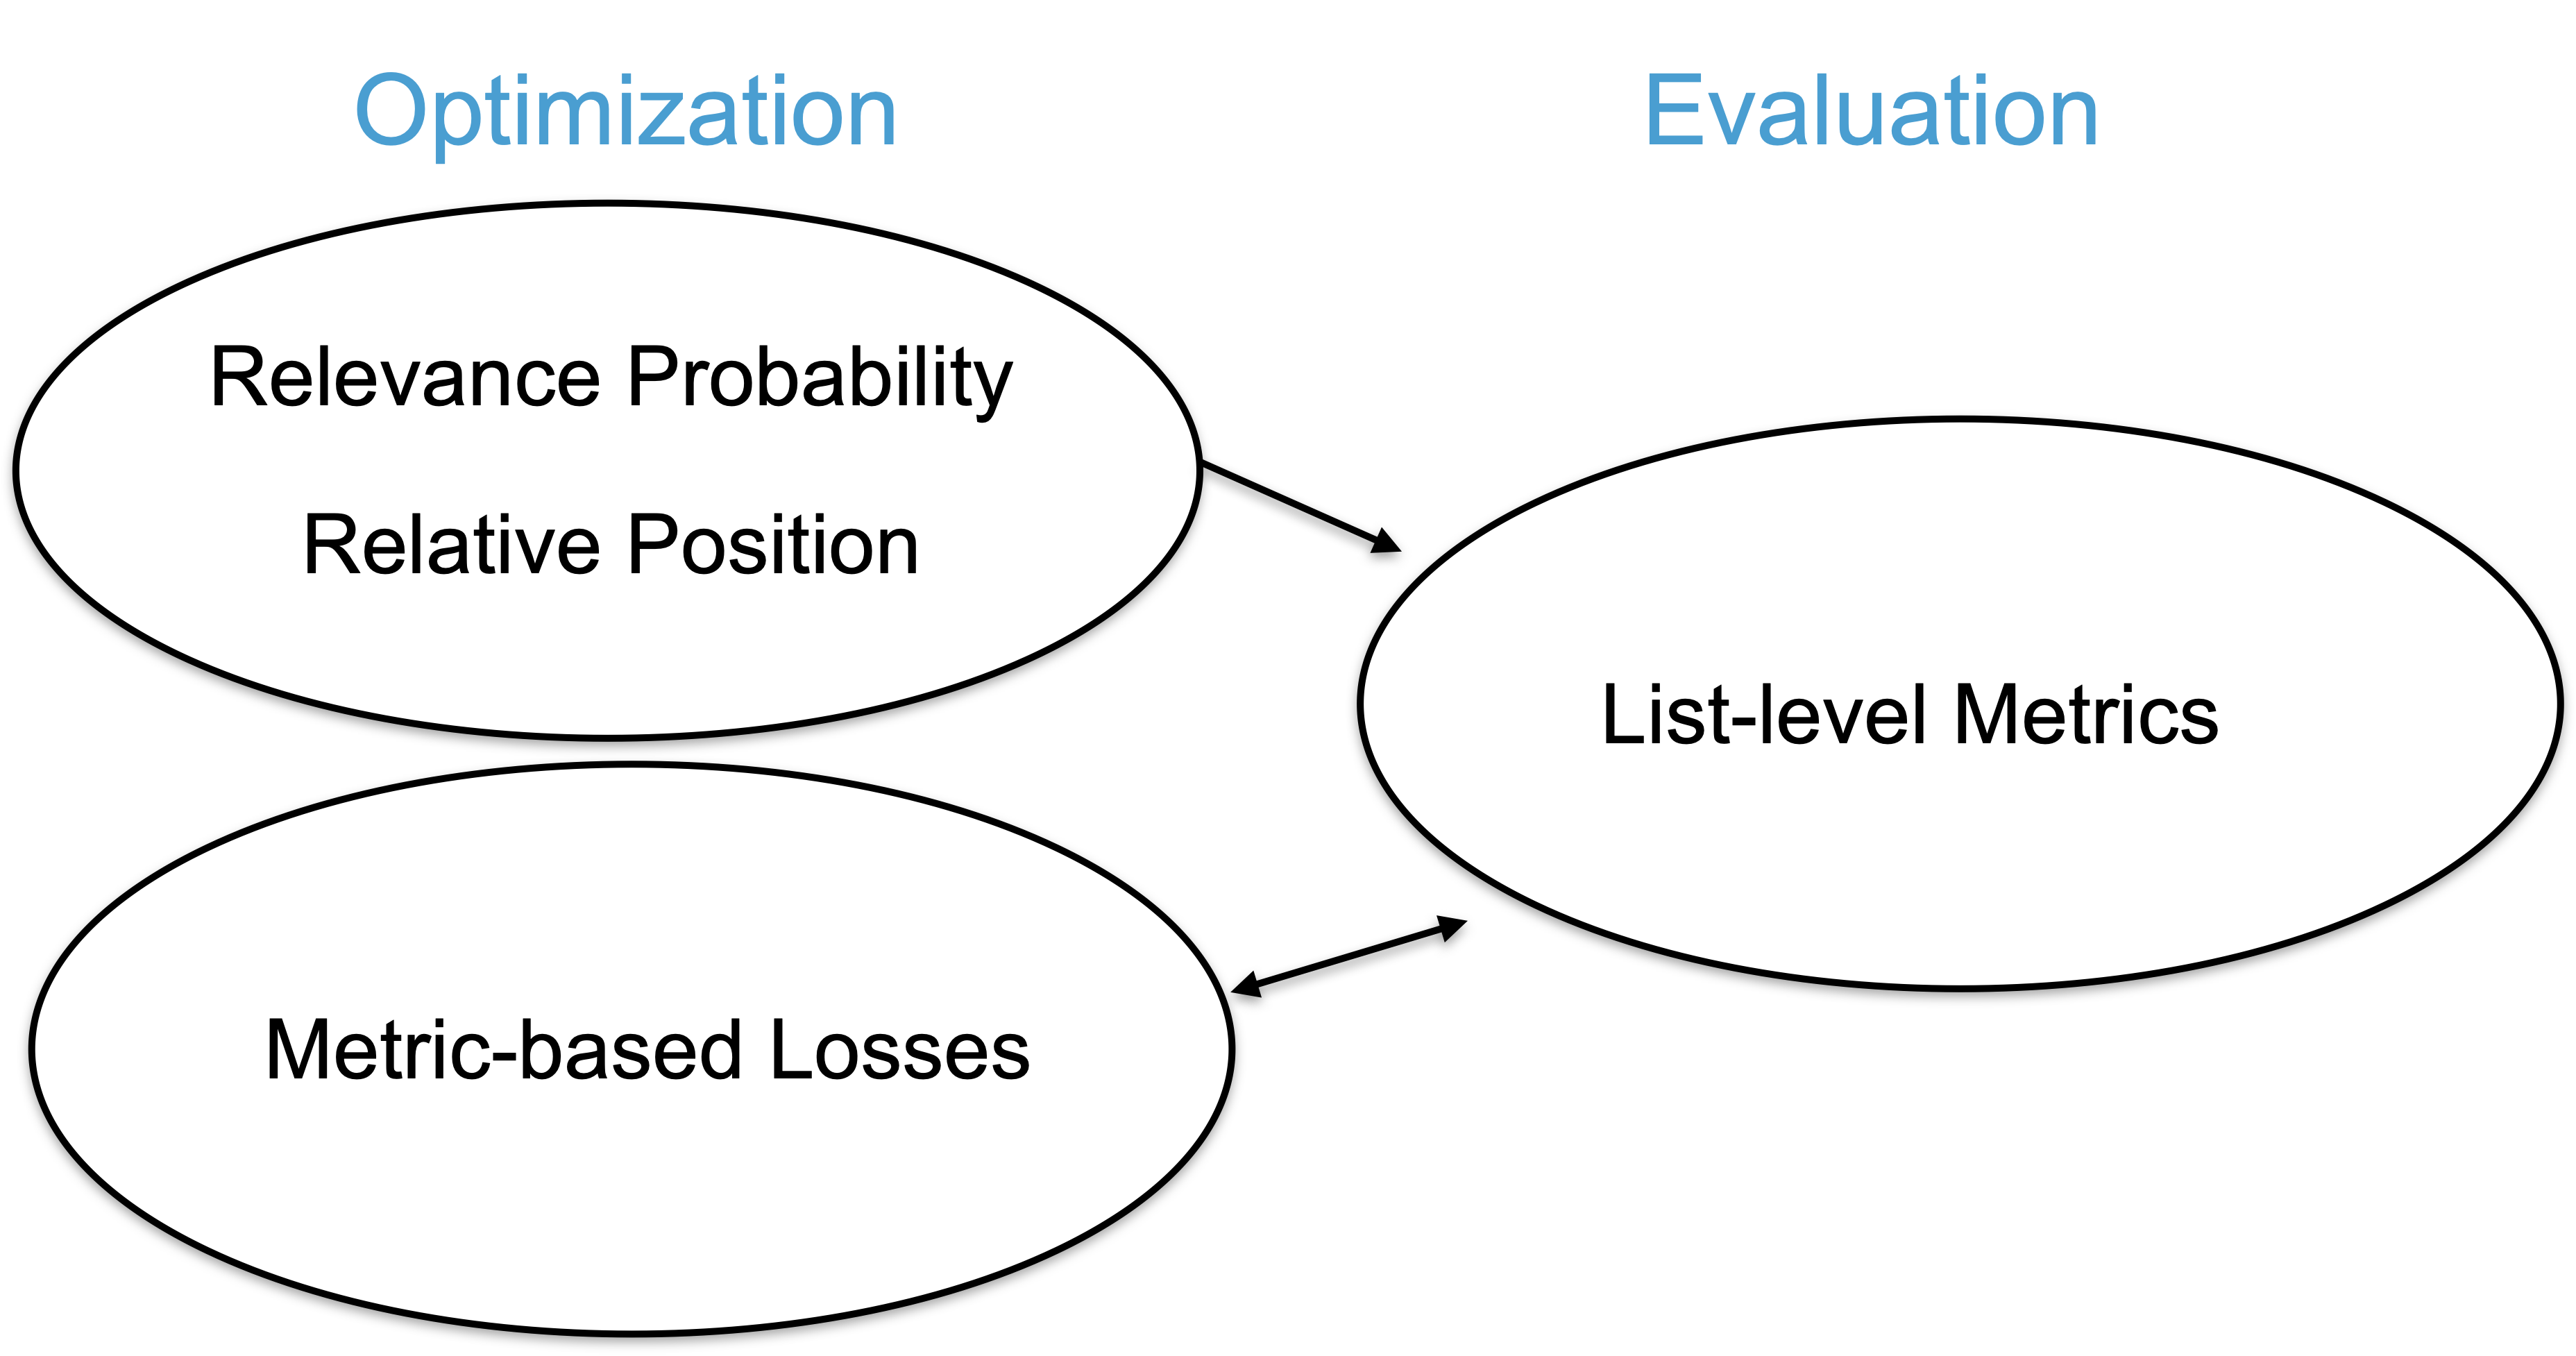 Optimization
Evaluation
Relevance Probability
Relative Position
List-level Metrics
Metric-based Losses